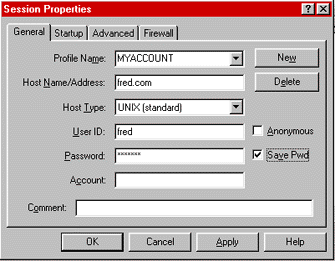 Session Properties
General Startup Advanced Firewall
Profile Name: MYACCOUNT New
Host Name/Address: fred.com Delete
Host Type: UNIX (standard)
User ID: fred Anonymous
Password: ******* Save Pwd
Account:
Comment:
OK Cancel Apply Help